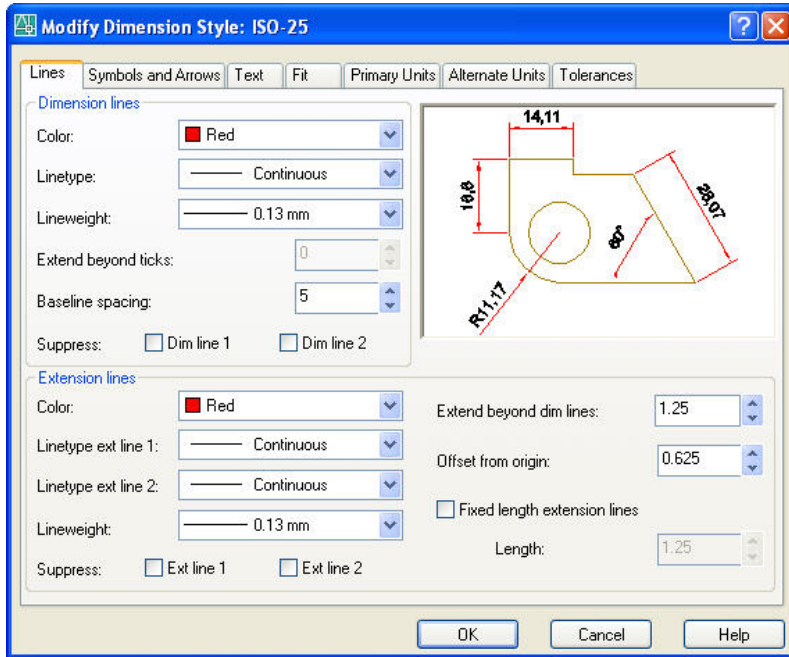 Modify Dimension Style: ISO-25
Lines Symbols and Arrows Text Fit Primary Units Alternate Units Tolerances
Dimension lines
Color: Red
Linetype: Continuous
Lineweight: 0.13 mm
Extend beyond ticks: 0
Baseline spacing: 5
Suppress: Dim line 1 Dim line 2
14,11
16,6
28,07
60°
R11,17
Extension lines
Color: Red
Linetype ext line 1: Continuous
Linetype ext line 2: Continuous
Lineweight: 0.13 mm
Suppress: Ext line 1 Ext line 2
Extend beyond dim lines: 1.25
Offset from origin: 0.625
Fixed length extension lines
Length: 1.25
OK Cancel Help